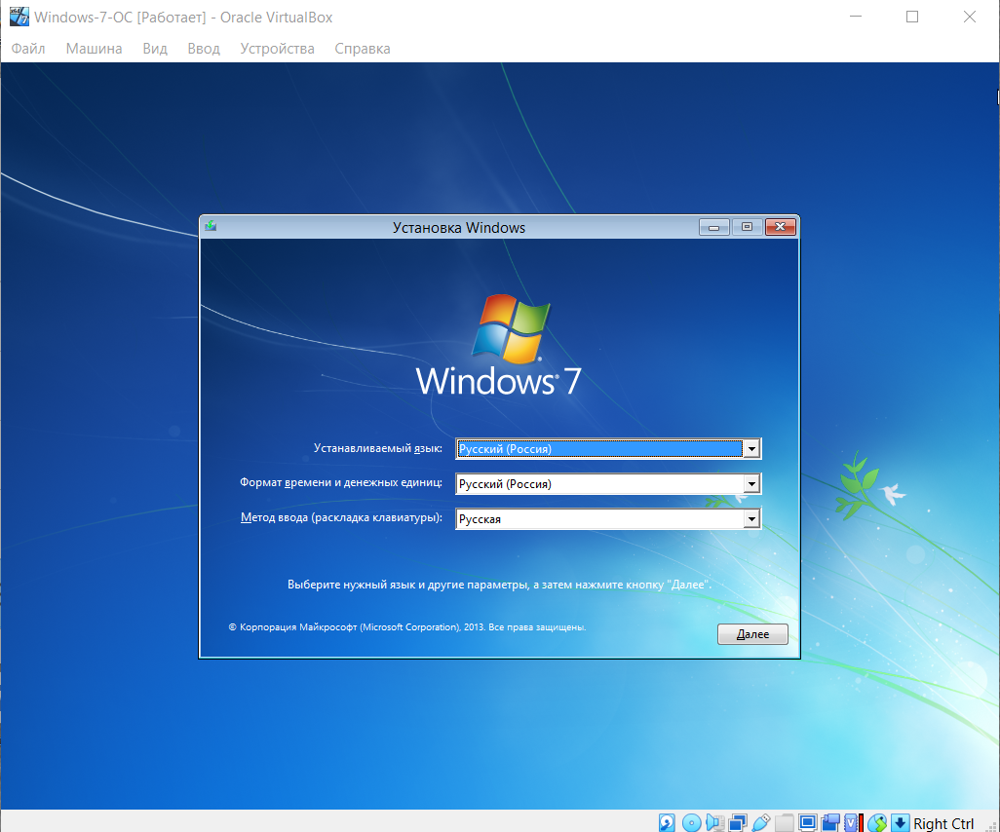 Windows-7-ОС [Работает] - Oracle VirtualBox
Файл Машина Вид Ввод Устройства Справка
Установка Windows
Windows® 7
Устанавливаемый язык: Русский (Россия)
Формат времени и денежных единиц: Русский (Россия)
Метод ввода (раскладка клавиатуры): Русская
Выберите нужный язык и другие параметры, а затем нажмите кнопку "Далее".
© Корпорация Майкрософт (Microsoft Corporation), 2013. Все права защищены.
Далее
Right Ctrl